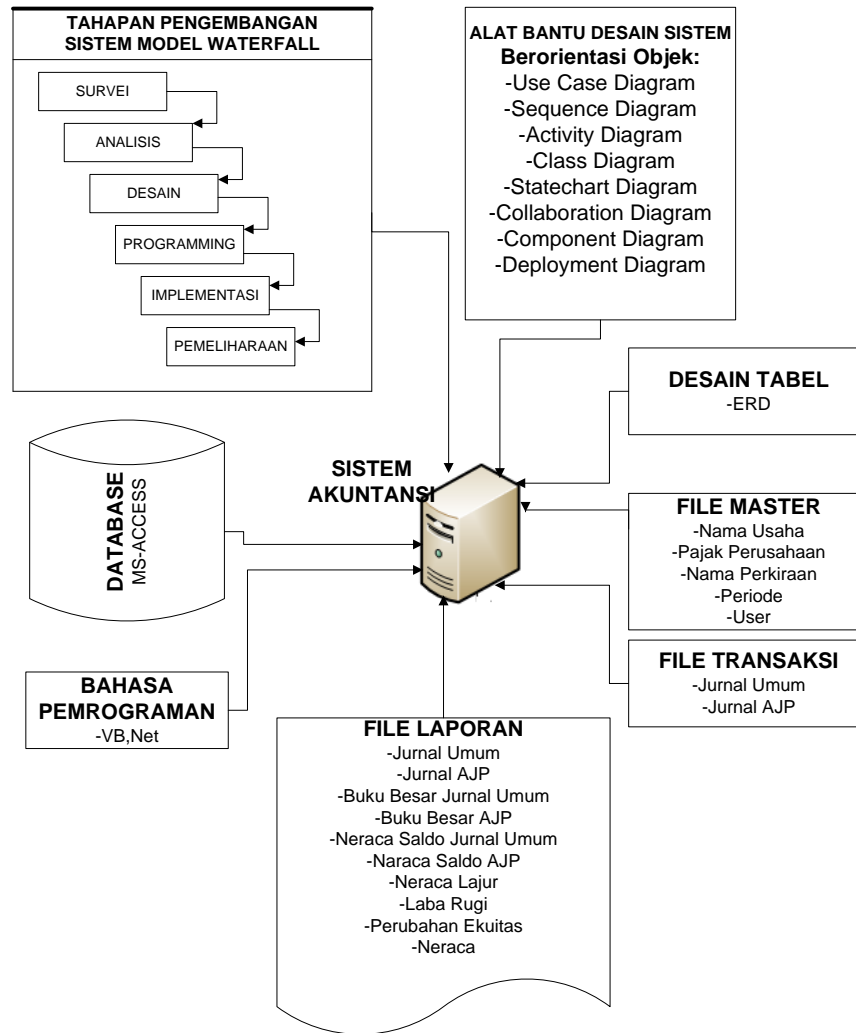 TAHAPAN PENGEMBANGAN
SISTEM MODEL WATERFALL
SURVEI
ANALISIS
DESAIN
PROGRAMMING
IMPLEMENTASI
PEMELIHARAAN
ALAT BANTU DESAIN SISTEM
Berorientasi Objek:
-Use Case Diagram
-Sequence Diagram
-Activity Diagram
-Class Diagram
-Statechart Diagram
-Collaboration Diagram
-Component Diagram
-Deployment Diagram
DESAIN TABEL
-ERD
SISTEM
AKUNTANSI
DATABASE
MS-ACCESS
FILE MASTER
-Nama Usaha
-Pajak Perusahaan
-Nama Perkiraan
-Periode
-User
FILE TRANSAKSI
-Jurnal Umum
-Jurnal AJP
BAHASA
PEMROGRAMAN
-VB,Net
FILE LAPORAN
-Jurnal Umum
-Jurnal AJP
-Buku Besar Jurnal Umum
-Buku Besar AJP
-Neraca Saldo Jurnal Umum
-Naraca Saldo AJP
-Neraca Lajur
-Laba Rugi
-Perubahan Ekuitas
-Neraca